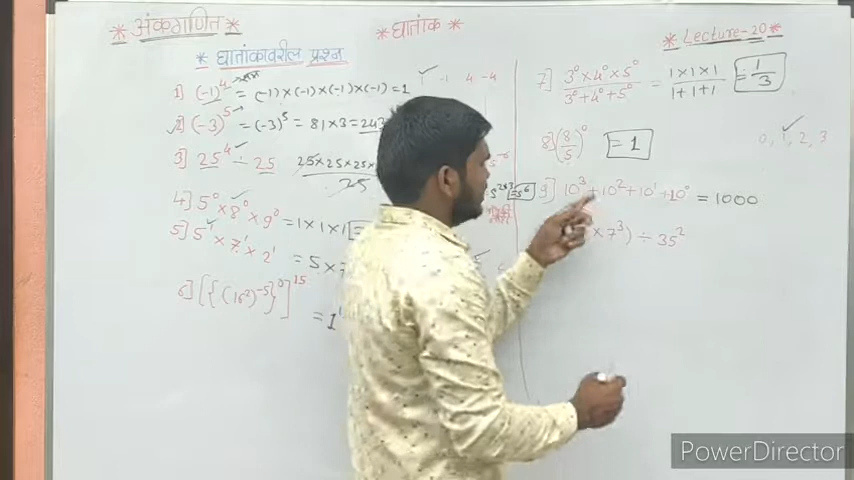 * अंकगणित *
* घातांक *
* Lecture-20 *
* घातांकावरील प्रश्न
1] (-1)⁴ = (-1)×(-1)×(-1)×(-1) = 1
2] (-3)⁵ = (-3)⁵ = 81×3 = 243
3] 25⁴ ÷ 25 25×25×25×
25
4] 5⁰ × 8⁰ × 9⁰ = 1×1×1
5] 5¹ × 7¹ × 2¹ = 5×7
6] [{(16²)⁻⁵}⁰]¹⁵ = 1
7] 3⁰×4⁰×5⁰ / 3⁰+4⁰+5⁰ = 1×1×1 / 1+1+1 = 1/3
8] (8/5)⁰ = 1
0, 1, 2, 3
9] 10³+10²+10¹+10⁰ = 1000
×7³) ÷ 35²
PowerDirector